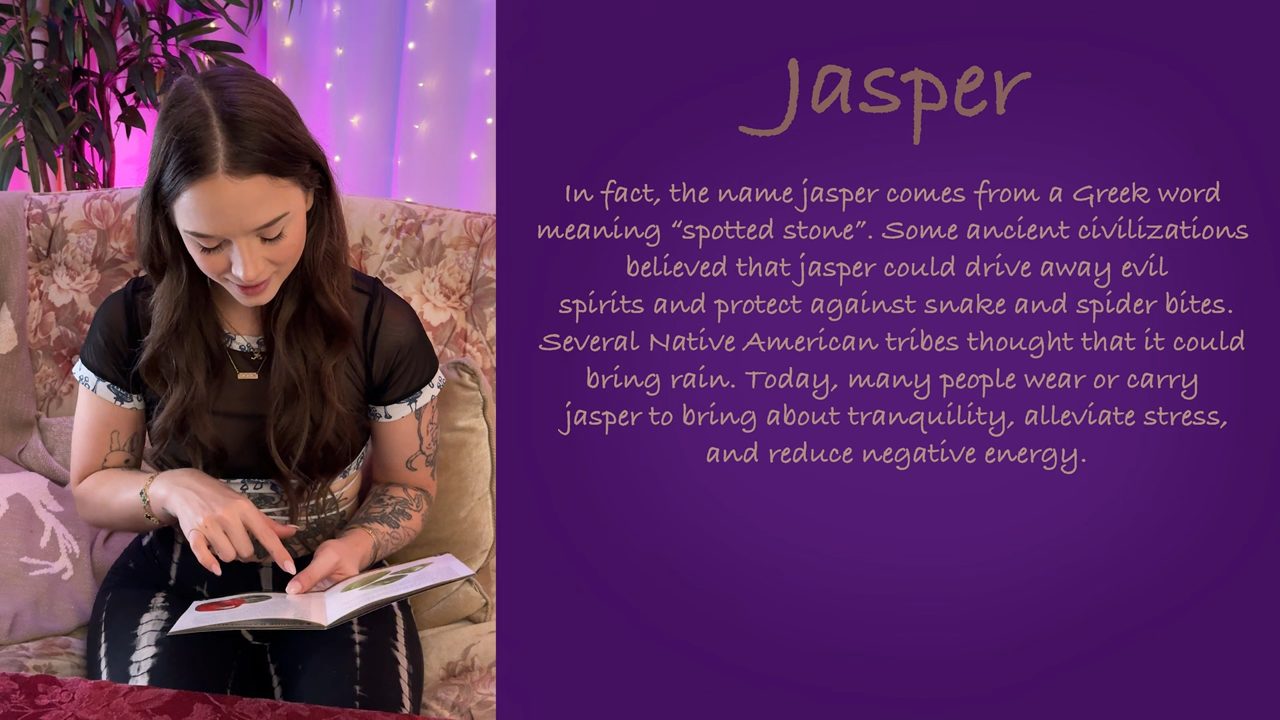 Jasper
In fact, the name jasper comes from a Greek word
meaning “spotted stone”. Some ancient civilizations
believed that jasper could drive away evil
spirits and protect against snake and spider bites.
Several Native American tribes thought that it could
bring rain. Today, many people wear or carry
jasper to bring about tranquility, alleviate stress,
and reduce negative energy.